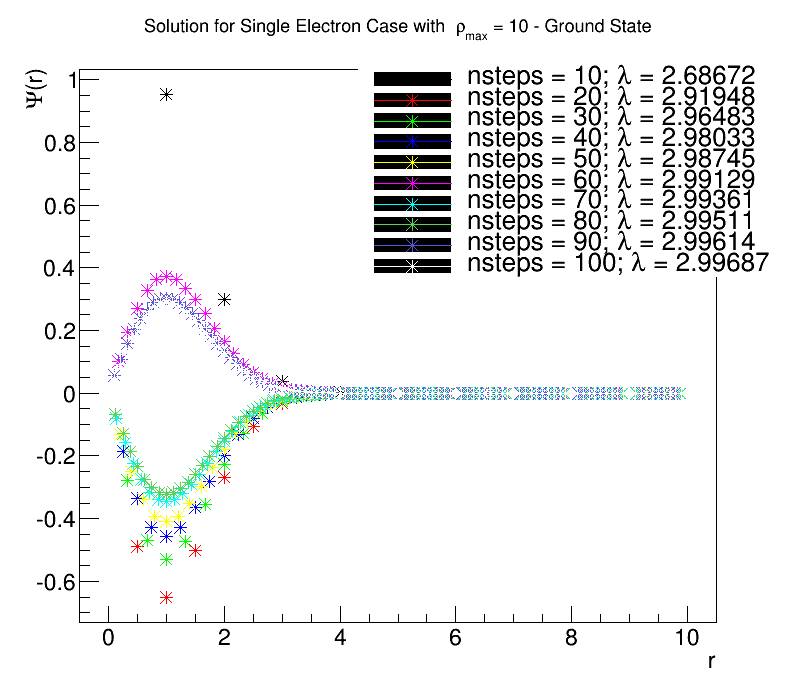 Solution for Single Electron Case with ρmax = 10 - Ground State
Ψ(r)
nsteps = 10; λ = 2.68672
nsteps = 20; λ = 2.91948
nsteps = 30; λ = 2.96483
nsteps = 40; λ = 2.98033
nsteps = 50; λ = 2.98745
nsteps = 60; λ = 2.99129
nsteps = 70; λ = 2.99361
nsteps = 80; λ = 2.99511
nsteps = 90; λ = 2.99614
nsteps = 100; λ = 2.99687
1
0.8
0.6
0.4
0.2
0
-0.2
-0.4
-0.6
0 2 4 6 8 10
r